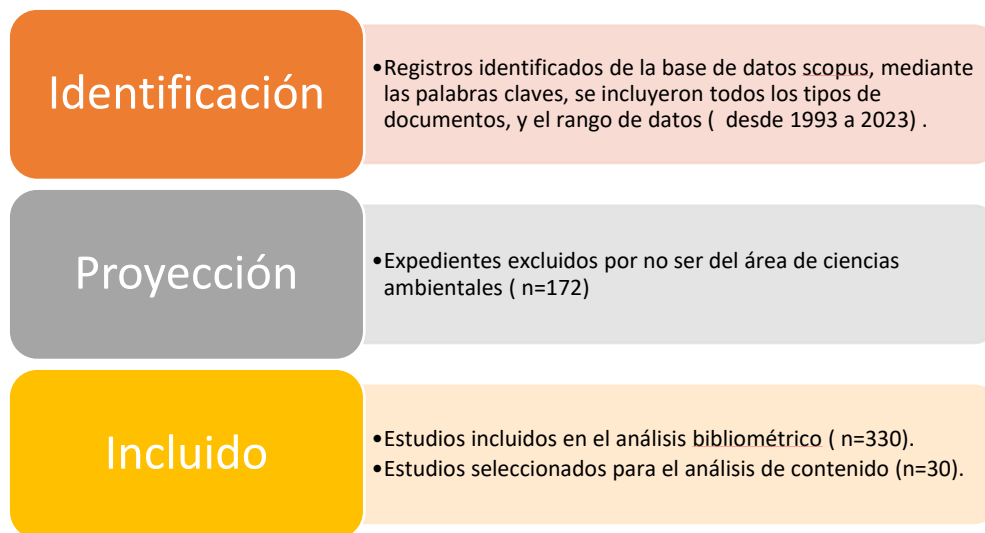 Identificación
•Registros identificados de la base de datos scopus, mediante
las palabras claves, se incluyeron todos los tipos de
documentos, y el rango de datos ( desde 1993 a 2023) .
Proyección
•Expedientes excluidos por no ser del área de ciencias
ambientales ( n=172)
Incluido
•Estudios incluidos en el análisis bibliométrico ( n=330).
•Estudios seleccionados para el análisis de contenido (n=30).